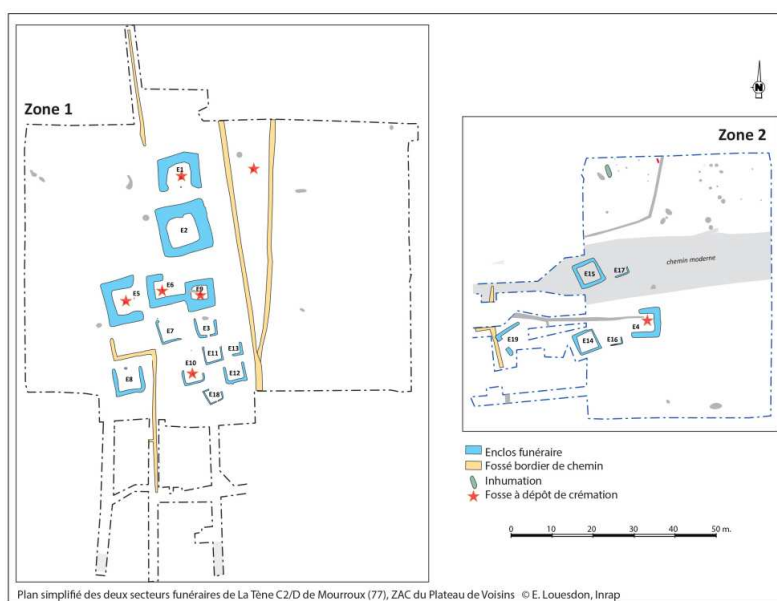 Zone 1
E1
E2
E5
E6
E9
E7
E3
E11
E13
E10
E12
E8
E18
N
Zone 2
chemin moderne
E15
E17
E4
E19
E14
E16
Enclos funéraire
Fossé bordier de chemin
Inhumation
Fosse à dépôt de crémation
0 10 20 30 40 50 m.
Plan simplifié des deux secteurs funéraires de La Tène C2/D de Mourroux (77), ZAC du Plateau de Voisins © E. Louesdon, Inrap